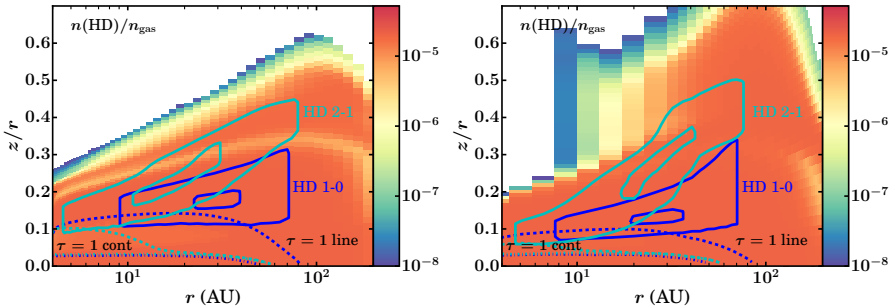 n(HD)/n_gas
n(HD)/n_gas
0.6
0.5
0.4
0.3
0.2
0.1
0.0
z/r
HD 2-1
HD 1-0
τ = 1 cont
τ = 1 line
10^1
10^2
r (AU)
10^−5
10^−6
10^−7
10^−8
0.6
0.5
0.4
0.3
0.2
0.1
0.0
z/r
HD 2-1
HD 1-0
τ = 1 cont
τ = 1 line
10^1
10^2
r (AU)
10^−5
10^−6
10^−7
10^−8